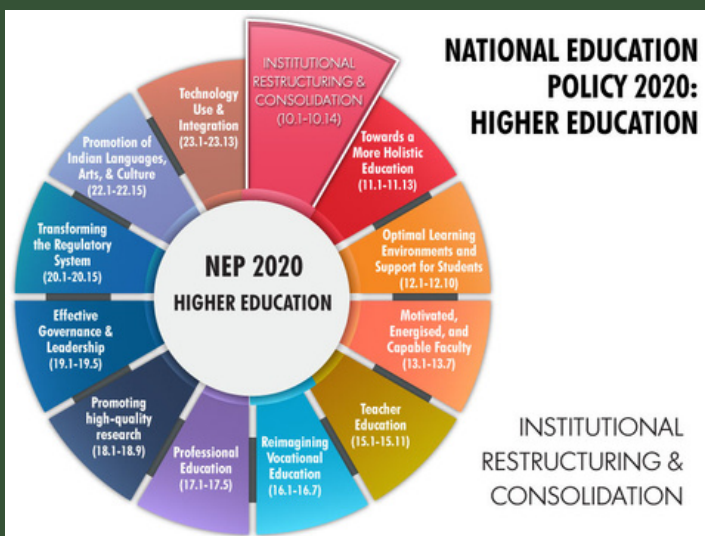 NATIONAL EDUCATION
POLICY 2020:
HIGHER EDUCATION
INSTITUTIONAL
RESTRUCTURING &
CONSOLIDATION
(10.1-10.14)
Towards a
More Holistic
Education
(11.1-11.13)
Optimal Learning
Environments and
Support for Students
(12.1-12.10)
Motivated,
Energised, and
Capable Faculty
(13.1-13.7)
Teacher
Education
(15.1-15.11)
Reimagining
Vocational
Education
(16.1-16.7)
Professional
Education
(17.1-17.5)
Promoting
high-quality
research
(18.1-18.9)
Effective
Governance &
Leadership
(19.1-19.5)
Transforming
the Regulatory
System
(20.1-20.15)
Promotion of
Indian Languages,
Arts, & Culture
(22.1-22.15)
Technology
Use &
Integration
(23.1-23.13)
NEP 2020
HIGHER EDUCATION
INSTITUTIONAL
RESTRUCTURING &
CONSOLIDATION